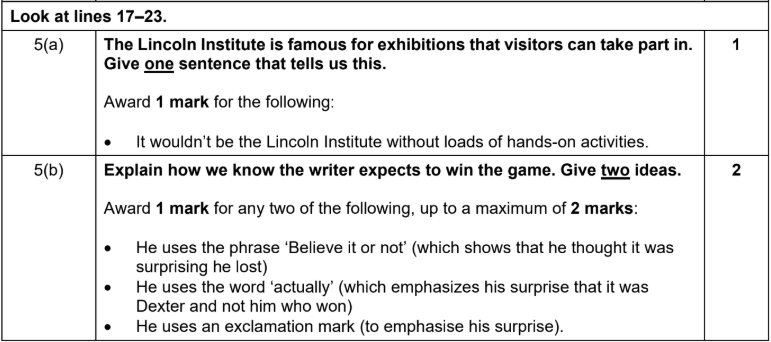 Look at lines 17–23.
5(a)
The Lincoln Institute is famous for exhibitions that visitors can take part in.
1
Give one sentence that tells us this.
Award 1 mark for the following:
• It wouldn’t be the Lincoln Institute without loads of hands-on activities.
5(b)
Explain how we know the writer expects to win the game. Give two ideas.
2
Award 1 mark for any two of the following, up to a maximum of 2 marks:
• He uses the phrase ‘Believe it or not’ (which shows that he thought it was
surprising he lost)
• He uses the word ‘actually’ (which emphasizes his surprise that it was
Dexter and not him who won)
• He uses an exclamation mark (to emphasise his surprise).